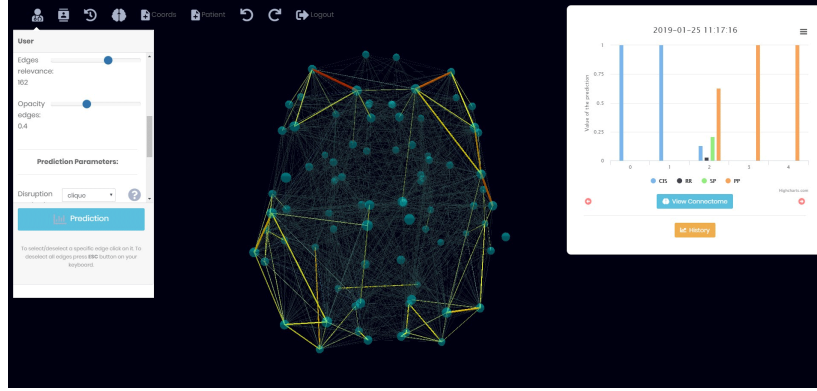 Coords
Patient
Logout
User
Edges
relevance:
162
Opacity
edges:
0.4
Prediction Parameters:
Disruption
clique
?
Prediction
To select/deselect a specific edge click on it. To
deselect all edges press ESC button on your
keyboard.
2019-01-25 11:17:16
Value of the prediction
1
0.75
0.5
0.25
0
0 1 2 3 4
CIS RR SP PP
Highcharts.com
View Connectome
History